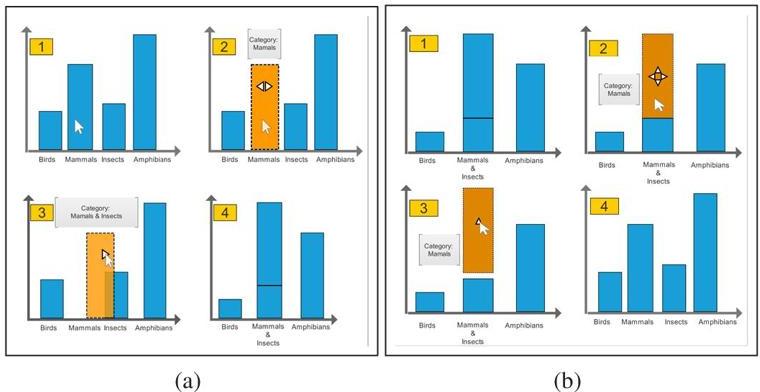 1
Birds Mammals Insects Amphibians
2
Category:
Mamals
Birds Mammals Insects Amphibians
3
Category:
Mamals & Insects
Birds Mammals Insects Amphibians
4
Birds Mammals Amphibians
&
Insects
(a)
1
Birds Mammals Amphibians
&
Insects
2
Category:
Mamals
Birds Mammals Amphibians
&
Insects
3
Category:
Mamals
Birds Mammals Amphibians
&
Insects
4
Birds Mammals Insects Amphibians
(b)